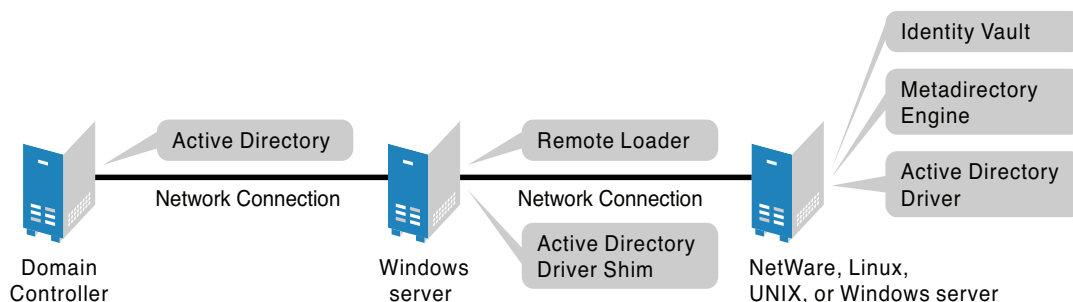 Identity Vault
Metadirectory
Engine
Active Directory
Remote Loader
Active Directory
Driver
Network Connection
Network Connection
Active Directory
Driver Shim
Domain
Controller
Windows
server
NetWare, Linux,
UNIX, or Windows server